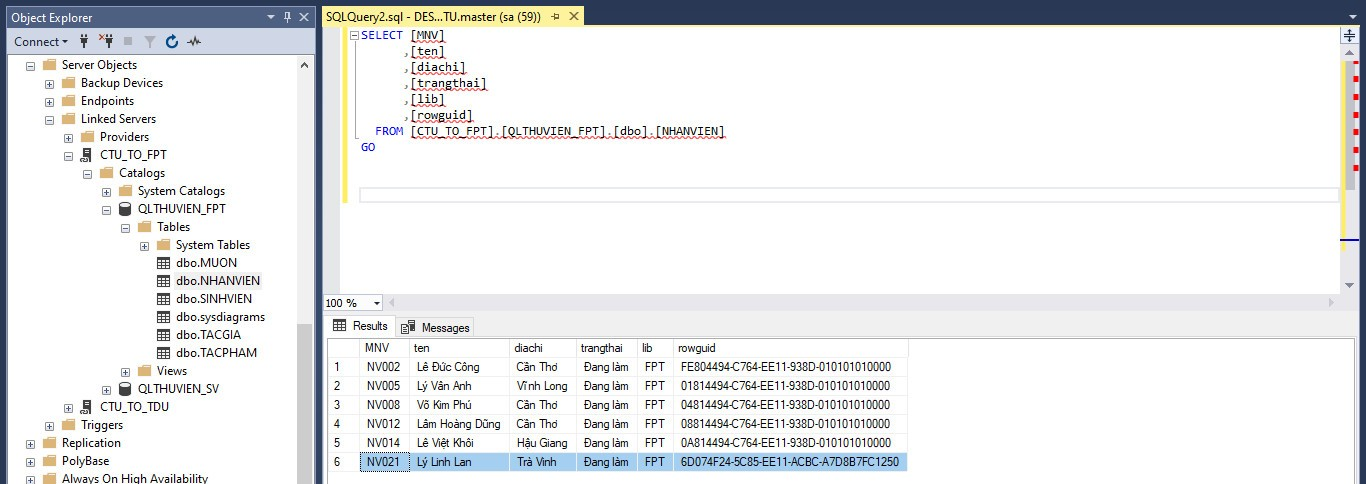 Object Explorer
Connect
Server Objects
Backup Devices
Endpoints
Linked Servers
Providers
CTU_TO_FPT
Catalogs
System Catalogs
QLTHUVIEN_FPT
Tables
System Tables
dbo.MUON
dbo.NHANVIEN
dbo.SINHVIEN
dbo.sysdiagrams
dbo.TACGIA
dbo.TACPHAM
Views
QLTHUVIEN_SV
CTU_TO_TDU
Triggers
Replication
PolyBase
Always On High Availability
SQLQuery2.sql - DES...TU.master (sa (59))
SELECT [MNV]
,[ten]
,[diachi]
,[trangthai]
,[lib]
,[rowguid]
FROM [CTU_TO_FPT].[QLTHUVIEN_FPT].[dbo].[NHANVIEN]
GO
100 %
Results Messages
MNV ten diachi trangthai lib rowguid
1 NV002 Lê Đức Công Cần Thơ Đang làm FPT FE804494-C764-EE11-938D-010101010000
2 NV005 Lý Vân Anh Vĩnh Long Đang làm FPT 01814494-C764-EE11-938D-010101010000
3 NV008 Võ Kim Phú Cần Thơ Đang làm FPT 04814494-C764-EE11-938D-010101010000
4 NV012 Lâm Hoàng Dũng Cần Thơ Đang làm FPT 08814494-C764-EE11-938D-010101010000
5 NV014 Lê Việt Khôi Hậu Giang Đang làm FPT 0A814494-C764-EE11-938D-010101010000
6 NV021 Lý Linh Lan Trà Vinh Đang làm FPT 6D074F24-5C85-EE11-ACBC-A7D8B7FC1250